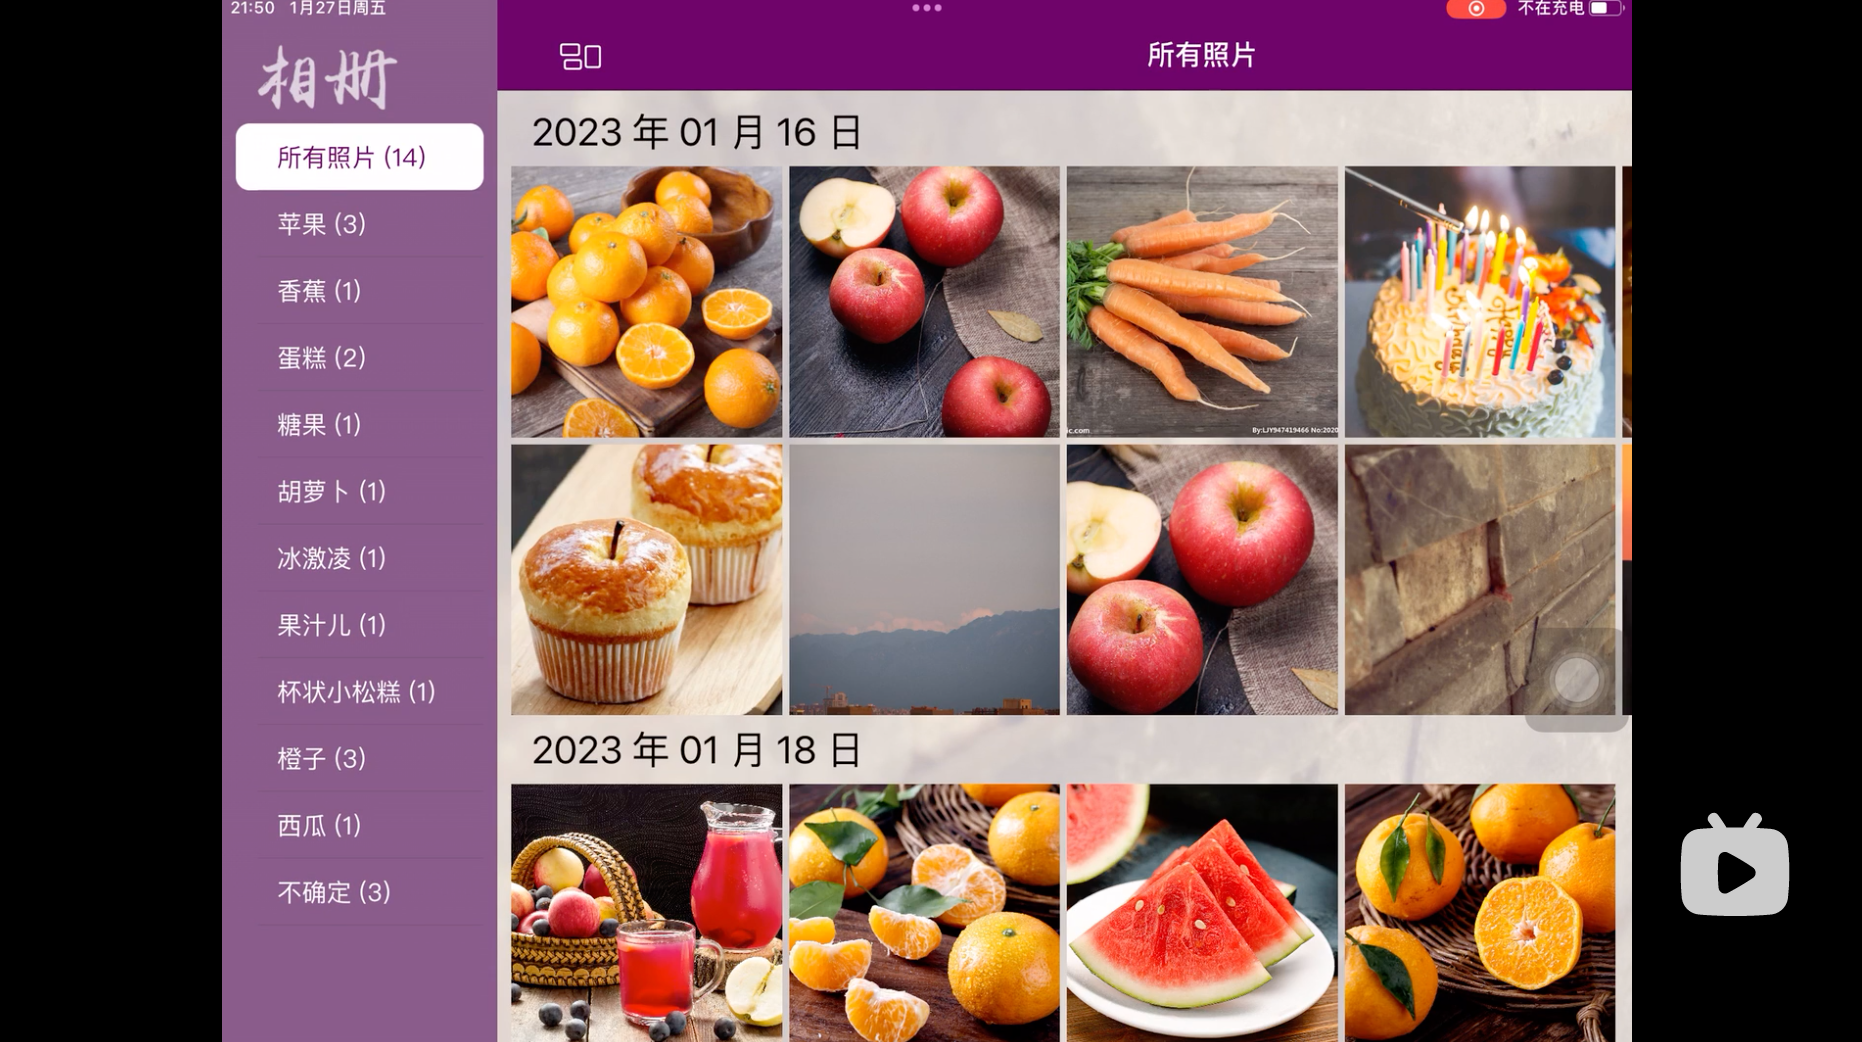 21:50 1月27日周五
不在充电
相册
所有照片
所有照片 (14)
苹果 (3)
香蕉 (1)
蛋糕 (2)
糖果 (1)
胡萝卜 (1)
冰激凌 (1)
果汁儿 (1)
杯状小松糕 (1)
橙子 (3)
西瓜 (1)
不确定 (3)
2023 年 01 月 16 日
ic.com
By:LJY947419466 No:2020
2023 年 01 月 18 日